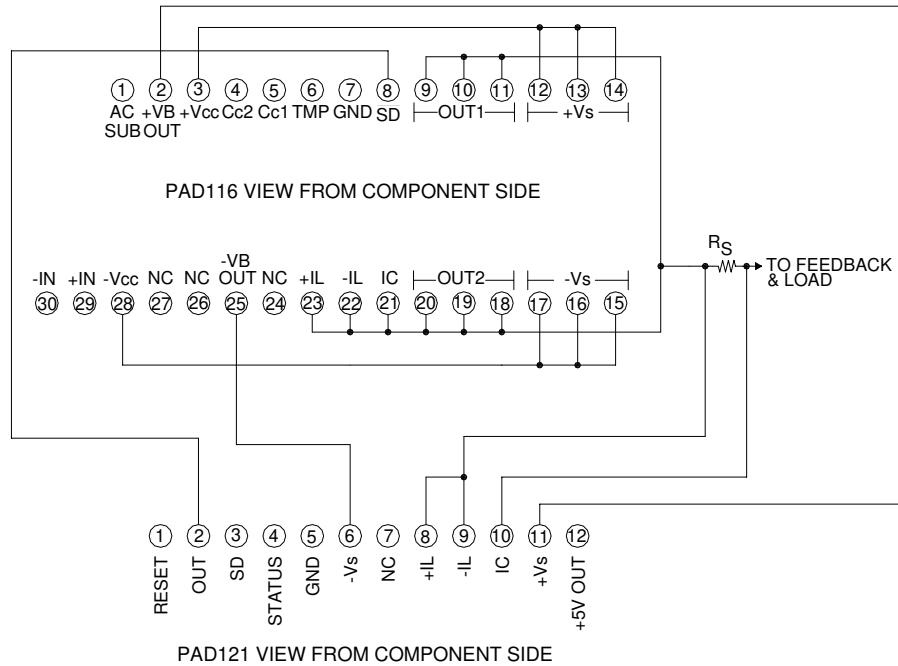 1 2 3 4 5 6 7 8 9 10 11 12 13 14
AC +VB +Vcc Cc2 Cc1 TMP GND SD OUT1 +Vs
SUB OUT
PAD116 VIEW FROM COMPONENT SIDE
RS
TO FEEDBACK
& LOAD
-IN +IN -Vcc NC NC -VB OUT NC +IL -IL IC OUT2 -Vs
30 29 28 27 26 25 24 23 22 21 20 19 18 17 16 15
1 2 3 4 5 6 7 8 9 10 11 12
RESET OUT SD STATUS GND -Vs NC +IL -IL IC +Vs +5V OUT
PAD121 VIEW FROM COMPONENT SIDE